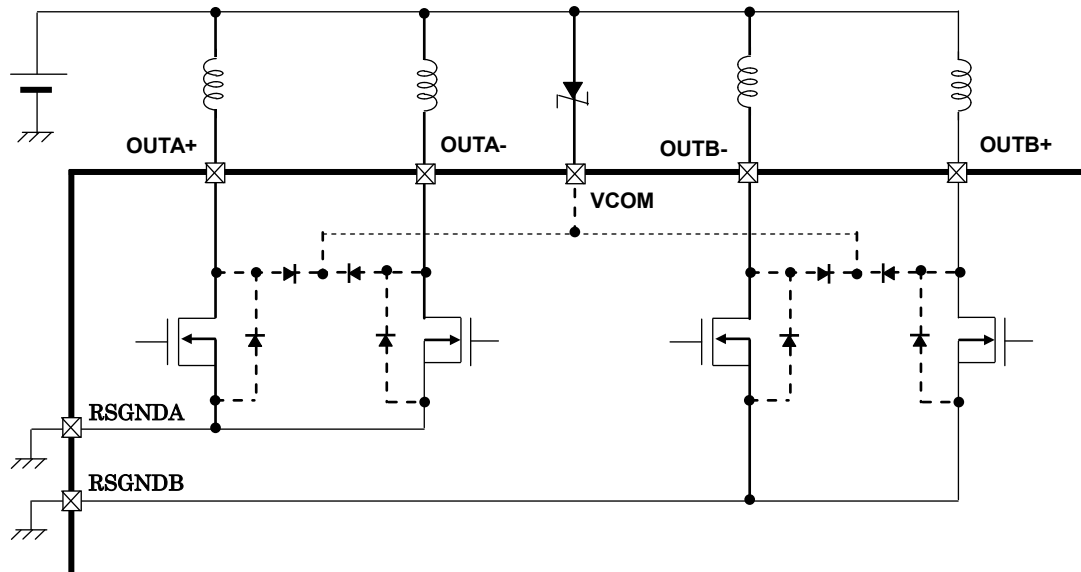 OUTA+
OUTA-
OUTB-
OUTB+
VCOM
RSGNDA
RSGNDB